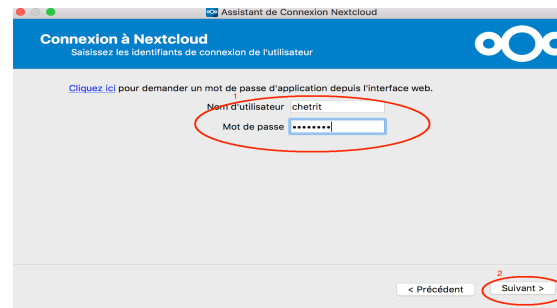 Assistant de Connexion Nextcloud
Connexion à Nextcloud
Saisissez les identifiants de connexion de l'utilisateur
Cliquez ici pour demander un mot de passe d'application depuis l'interface web.
1
Nom d'utilisateur chetrit
Mot de passe ••••••••
2
< Précédent Suivant >